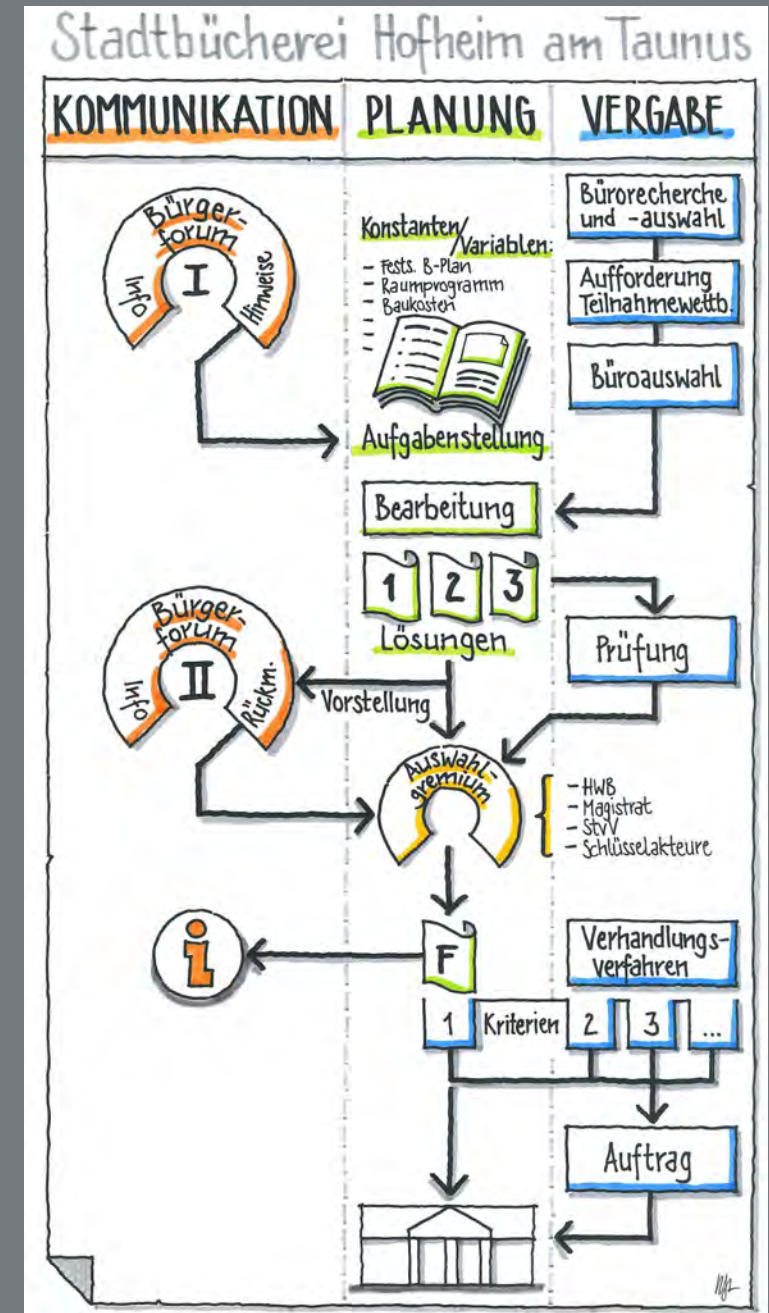 Stadtbücherei Hofheim am Taunus
KOMMUNIKATION
PLANUNG
VERGABE
Bürger-
forum
I
Info
Hinweise
Konstanten/
Variablen:
- Fests. B-Plan
- Raumprogramm
- Baukosten
-
-
-
Aufgabenstellung
Bürorecherche
und -auswahl
Aufforderung
Teilnahmewettb.
Büroauswahl
Bearbeitung
1 2 3
Lösungen
Prüfung
Bürger-
forum
II
Info
Rückm.
Vorstellung
Auswahl-
gremium
- HWB
- Magistrat
- StvV
- Schlüsselakteure
i
F
Verhandlungs-
verfahren
1 Kriterien 2 3 ...
Auftrag